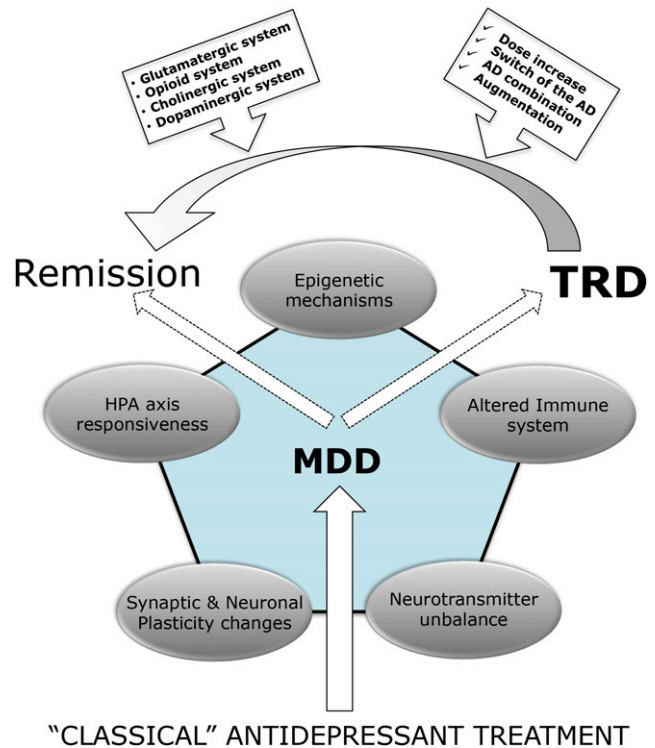 • Glutamatergic system
• Opioid system
• Cholinergic system
• Dopaminergic system
✓ Dose increase
✓ Switch of the AD
✓ AD combination
✓ Augmentation
Remission
TRD
Epigenetic
mechanisms
HPA axis
responsiveness
Altered Immune
system
MDD
Synaptic & Neuronal
Plasticity changes
Neurotransmitter
unbalance
“CLASSICAL” ANTIDEPRESSANT TREATMENT